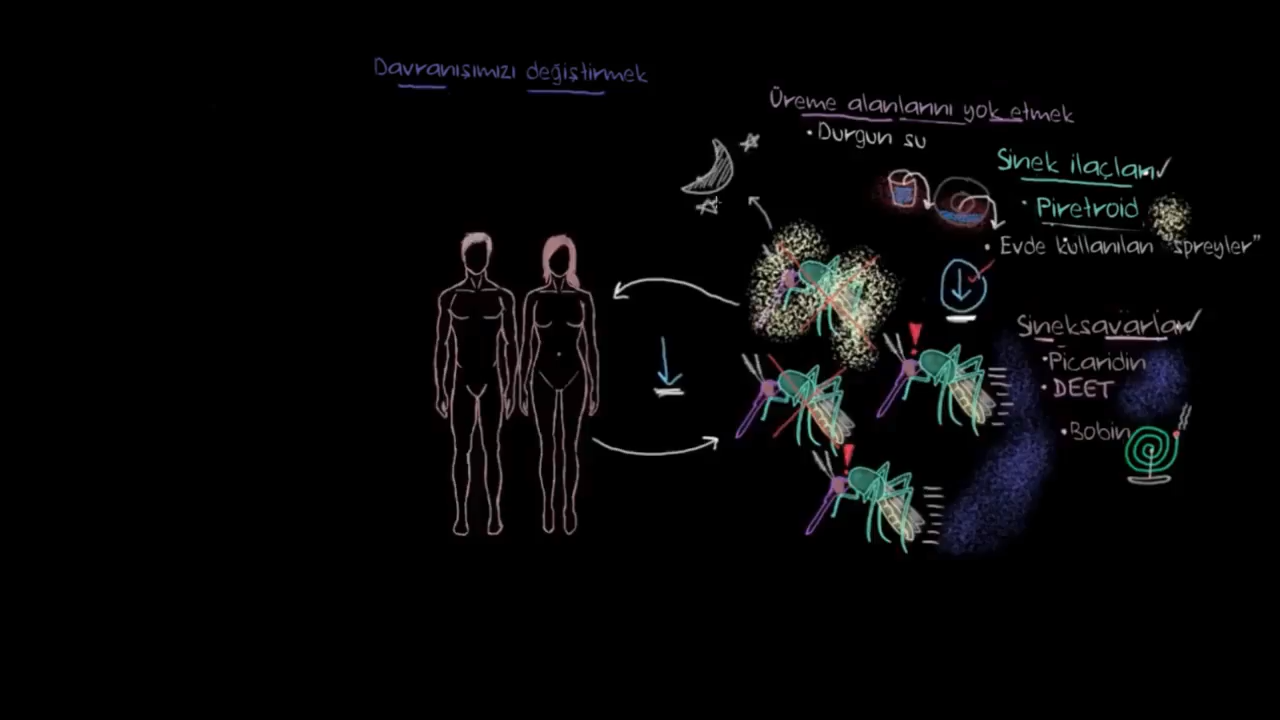 Davranışımızı değiştirmek
Üreme alanlarını yok etmek
• Durgun su
Sinek ilaçları
• Piretroid
• Evde kullanılan "spreyler"
Sineksavarlar
• Picaridin
• DEET
• Bobin